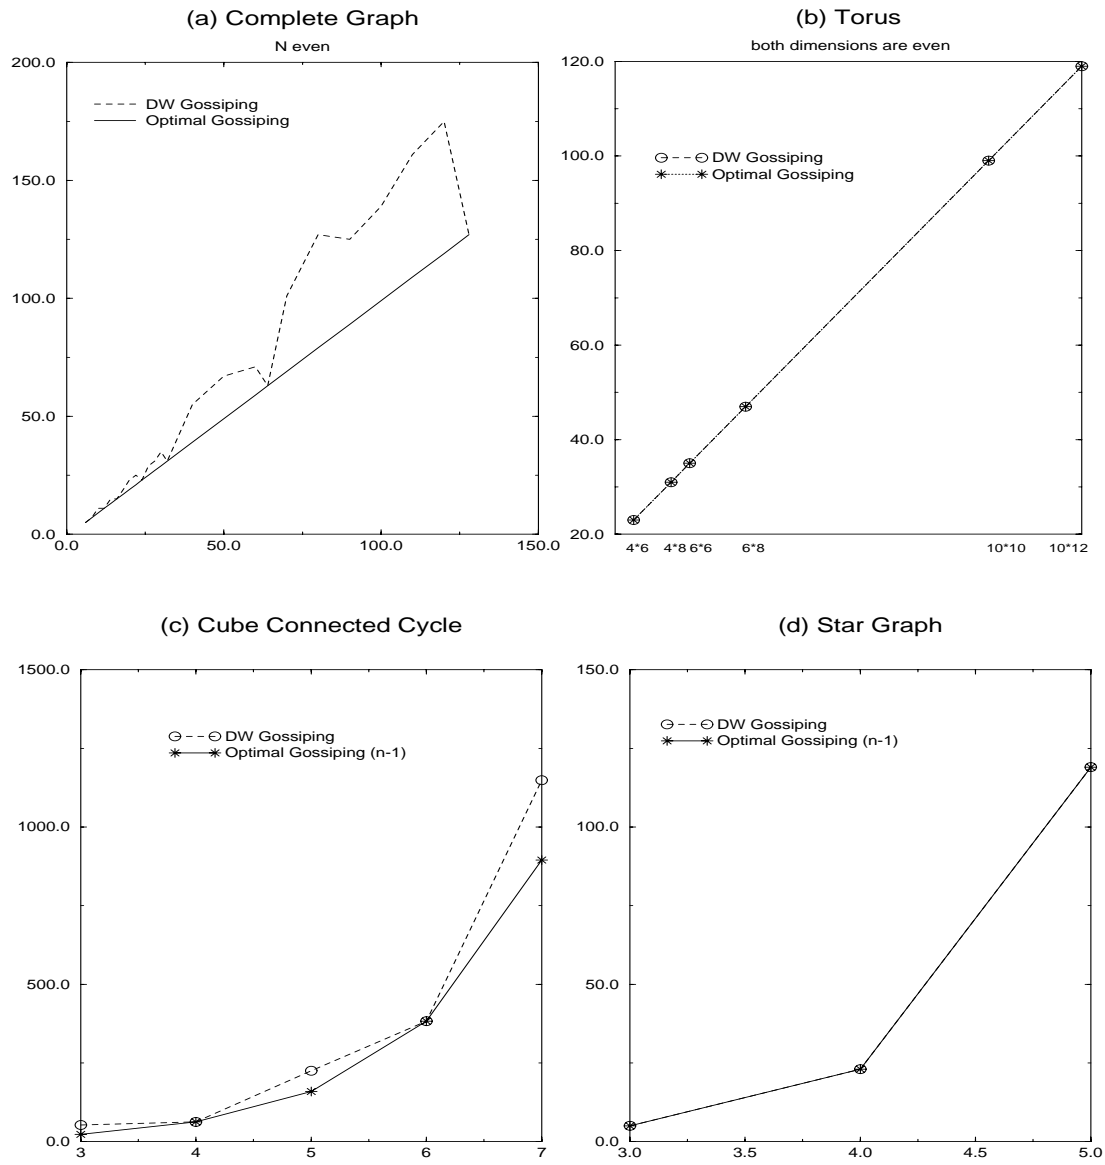 (a) Complete Graph
N even
200.0
150.0
100.0
50.0
0.0
DW Gossiping
Optimal Gossiping
0.0 50.0 100.0 150.0
(b) Torus
both dimensions are even
120.0
100.0
80.0
60.0
40.0
20.0
DW Gossiping
Optimal Gossiping
4*6 4*8 6*6 6*8 10*10 10*12
(c) Cube Connected Cycle
1500.0
1000.0
500.0
0.0
DW Gossiping
Optimal Gossiping (n-1)
3 4 5 6 7
(d) Star Graph
150.0
100.0
50.0
0.0
DW Gossiping
Optimal Gossiping (n-1)
3.0 3.5 4.0 4.5 5.0